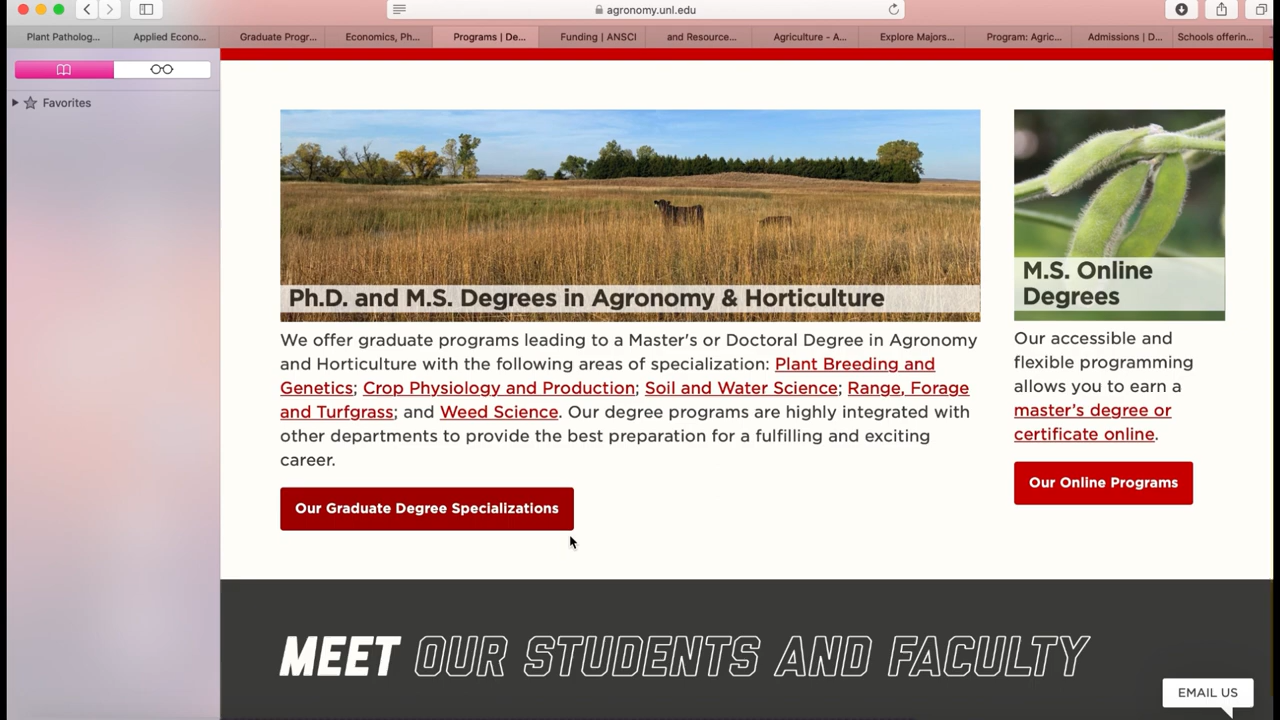 agronomy.unl.edu
Plant Patholog...
Applied Econo...
Graduate Progr...
Economics, Ph...
Programs | De...
Funding | ANSCI
and Resource...
Agriculture - A...
Explore Majors...
Program: Agric...
Admissions | D...
Schools offerin...
Favorites
Ph.D. and M.S. Degrees in Agronomy & Horticulture
We offer graduate programs leading to a Master's or Doctoral Degree in Agronomy
and Horticulture with the following areas of specialization: Plant Breeding and
Genetics; Crop Physiology and Production; Soil and Water Science; Range, Forage
and Turfgrass; and Weed Science. Our degree programs are highly integrated with
other departments to provide the best preparation for a fulfilling and exciting
career.
Our Graduate Degree Specializations
M.S. Online
Degrees
Our accessible and
flexible programming
allows you to earn a
master's degree or
certificate online.
Our Online Programs
MEET OUR STUDENTS AND FACULTY
EMAIL US